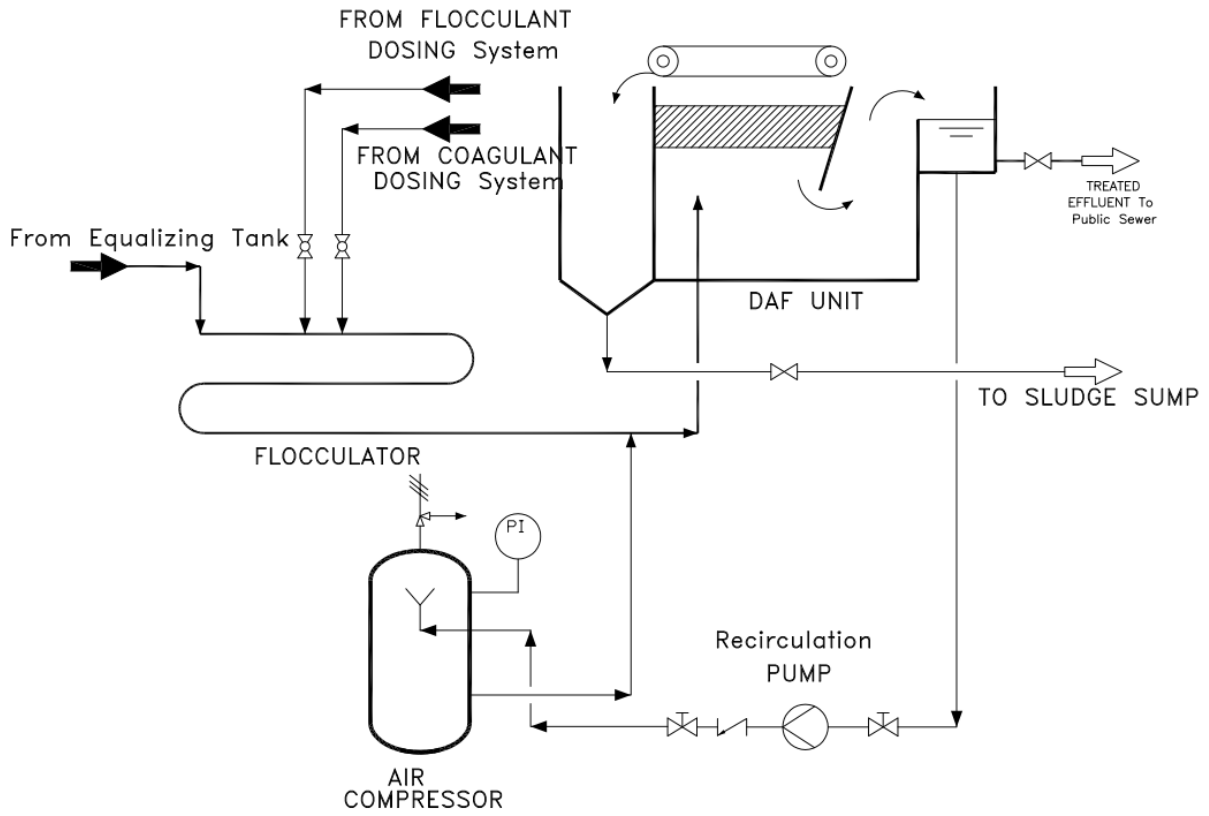 FROM FLOCCULANT
DOSING System
FROM COAGULANT
DOSING System
From Equalizing Tank
TREATED
EFFLUENT To
Public Sewer
DAF UNIT
TO SLUDGE SUMP
FLOCCULATOR
PI
Recirculation
PUMP
AIR
COMPRESSOR